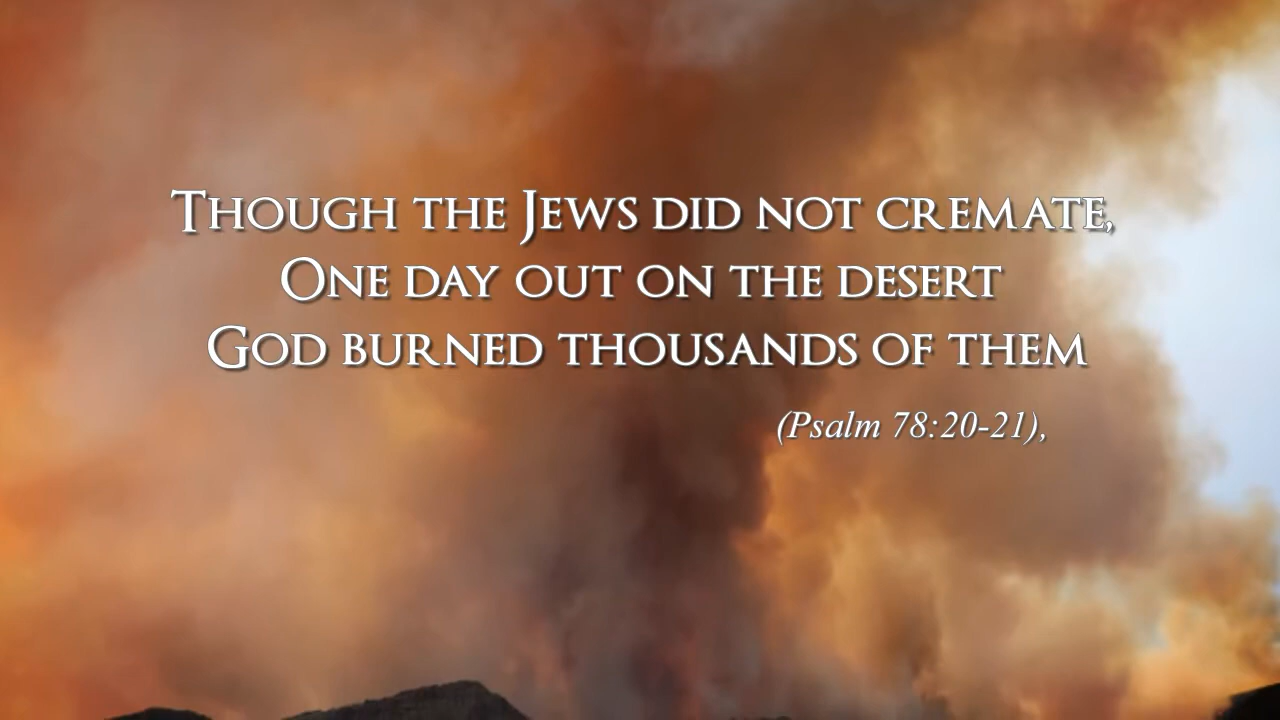 Though the Jews did not cremate,
One day out on the desert
God burned thousands of them
(Psalm 78:20-21),